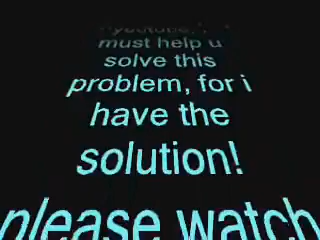 must help u
solve this
problem, for i
have the
solution!
please watch